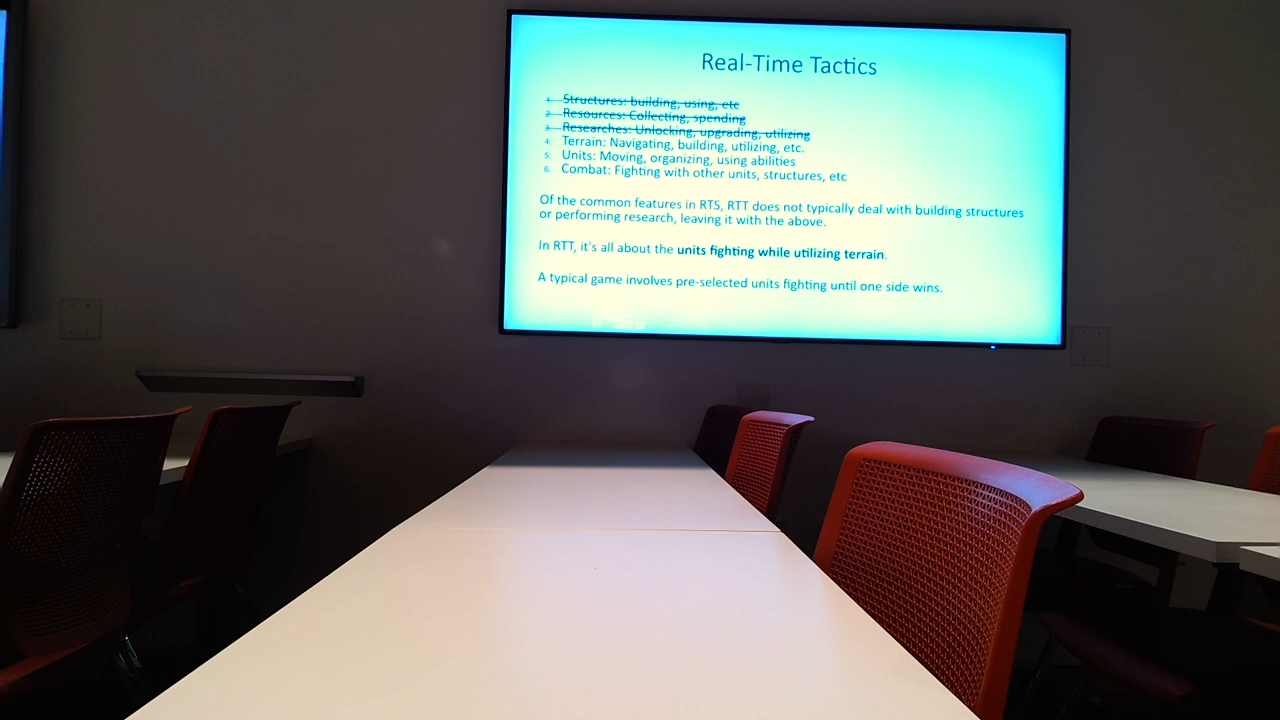 Real-Time Tactics
1. Structures: building, using, etc
2. Resources: Collecting, spending
3. Researches: Unlocking, upgrading, utilizing
4. Terrain: Navigating, building, utilizing, etc.
5. Units: Moving, organizing, using abilities
6. Combat: Fighting with other units, structures, etc
Of the common features in RTS, RTT does not typically deal with building structures
or performing research, leaving it with the above.
In RTT, it's all about the units fighting while utilizing terrain.
A typical game involves pre-selected units fighting until one side wins.